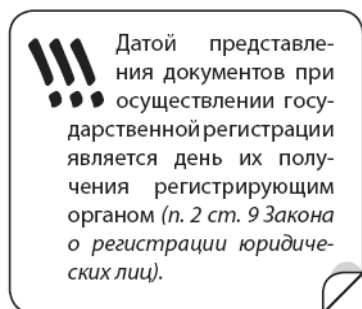 Датой представле-
ния документов при
осуществлении госу-
дарственной регистрации
является день их полу-
чения регистрирующим
органом (п. 2 ст. 9 Закона
о регистрации юридиче-
ских лиц).